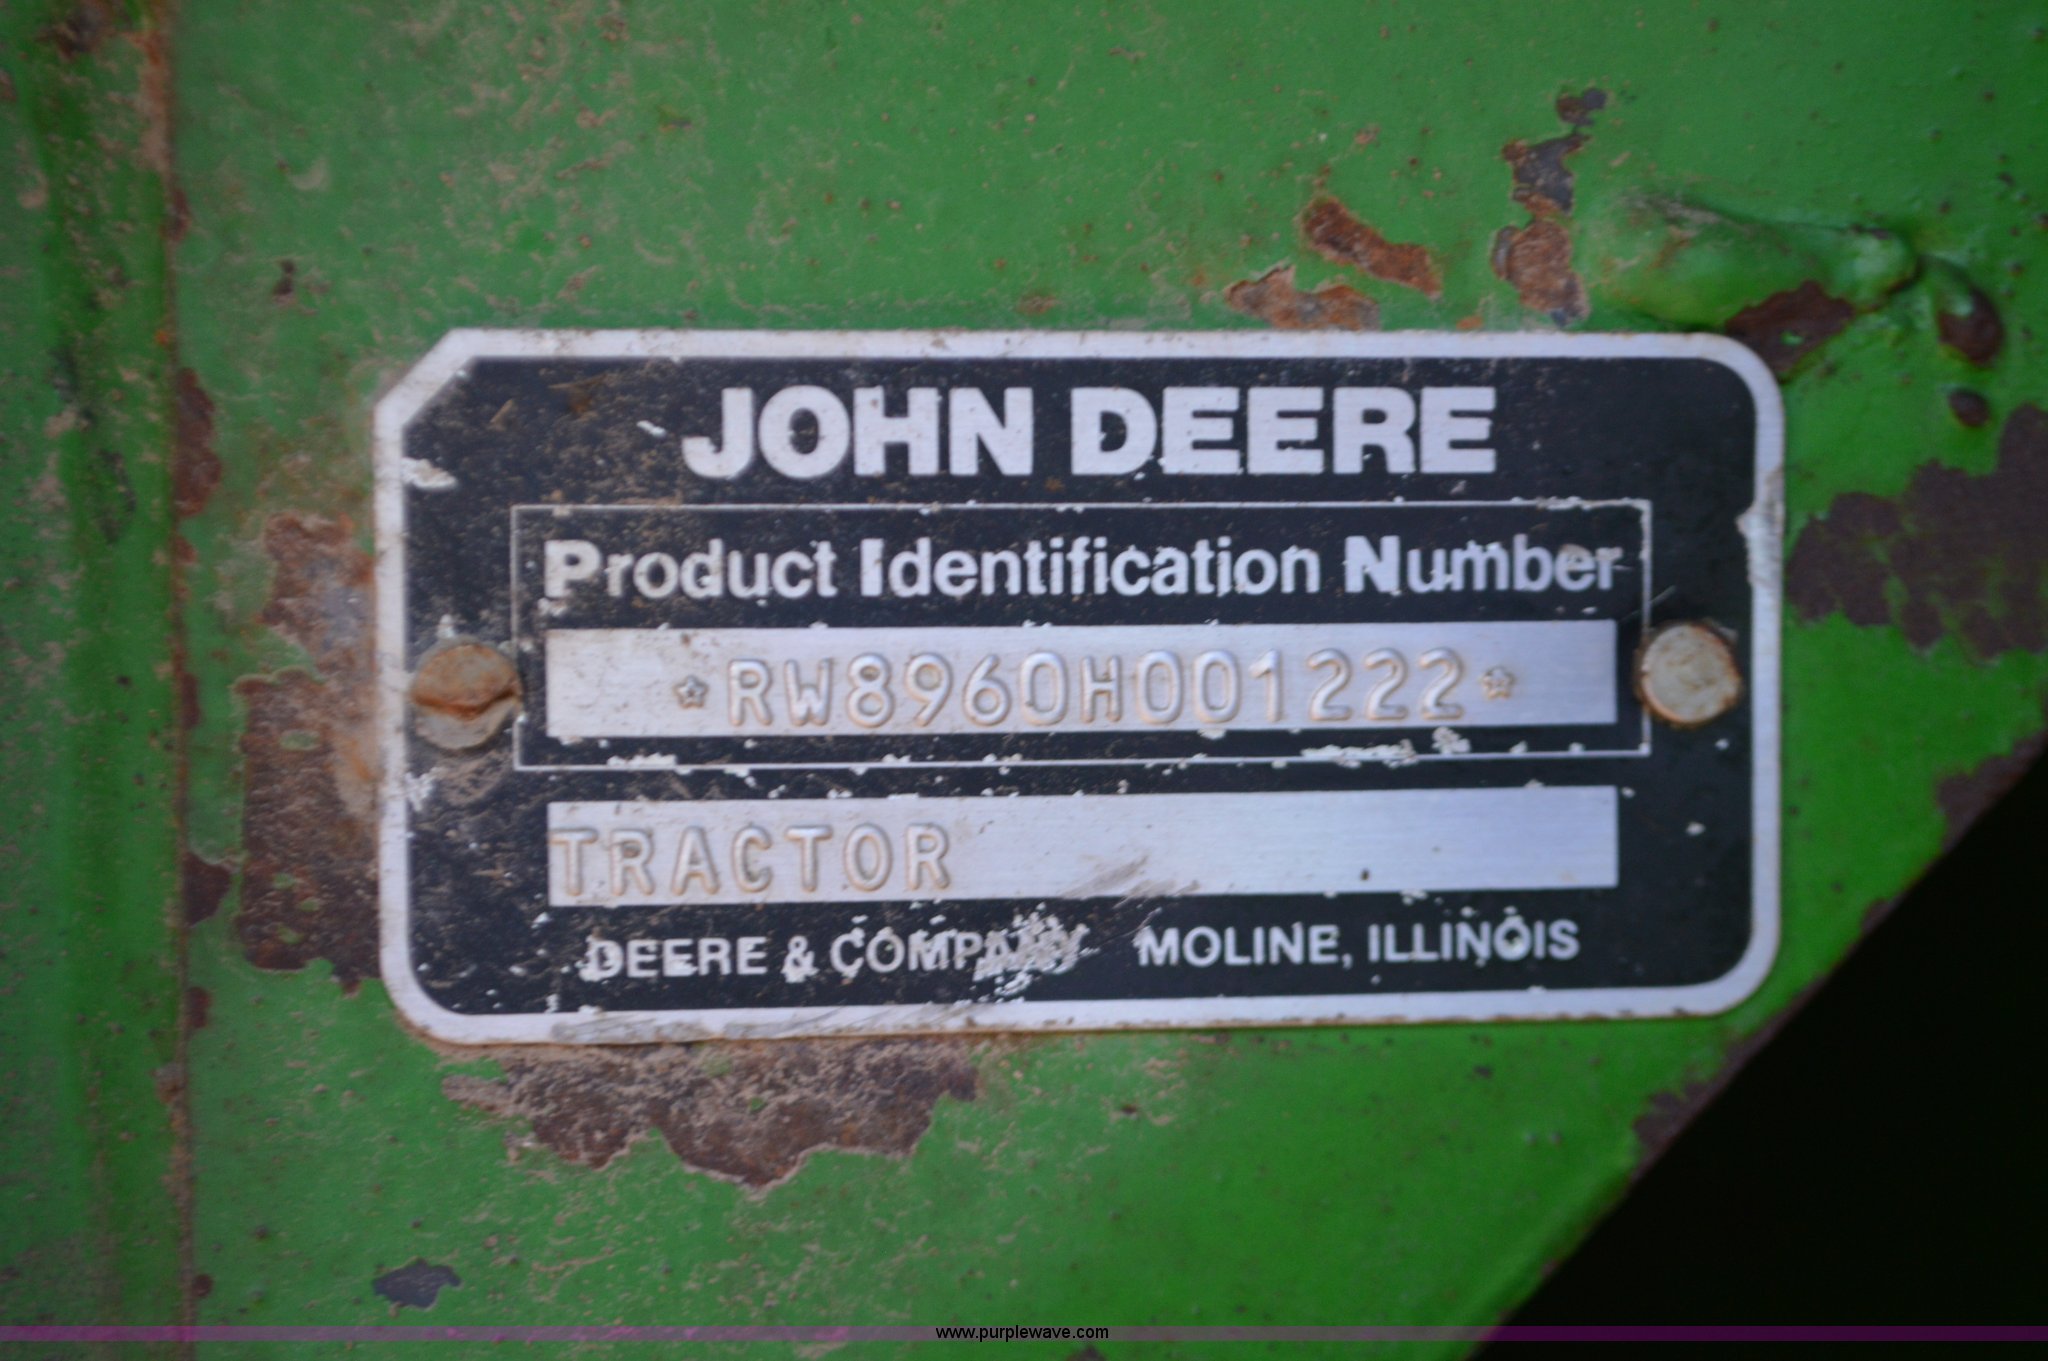 JOHN DEERE
Product Identification Number
*RW8960H001222*
TRACTOR
DEERE & COMPANY MOLINE, ILLINOIS
www.purplewave.com